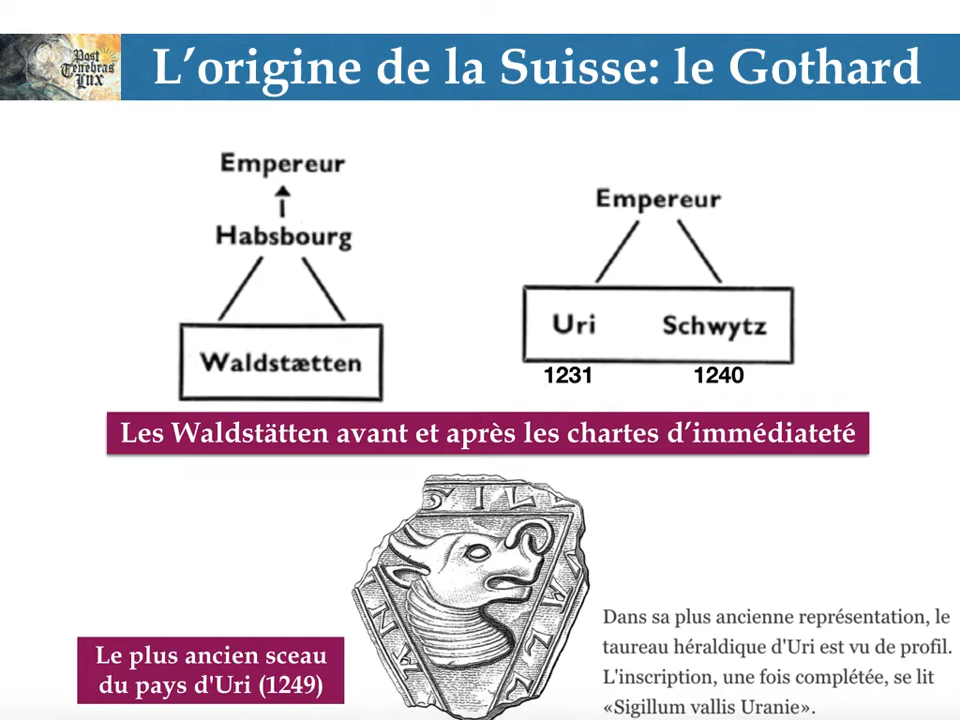 Post
Tenebras
Lux
L'origine de la Suisse: le Gothard
Empereur
Habsbourg
Waldstætten
Empereur
Uri Schwytz
1231 1240
Les Waldstätten avant et après les chartes d'immédiateté
SILL
Le plus ancien sceau
du pays d'Uri (1249)
Dans sa plus ancienne représentation, le
taureau héraldique d'Uri est vu de profil.
L'inscription, une fois complétée, se lit
«Sigillum vallis Uranie».